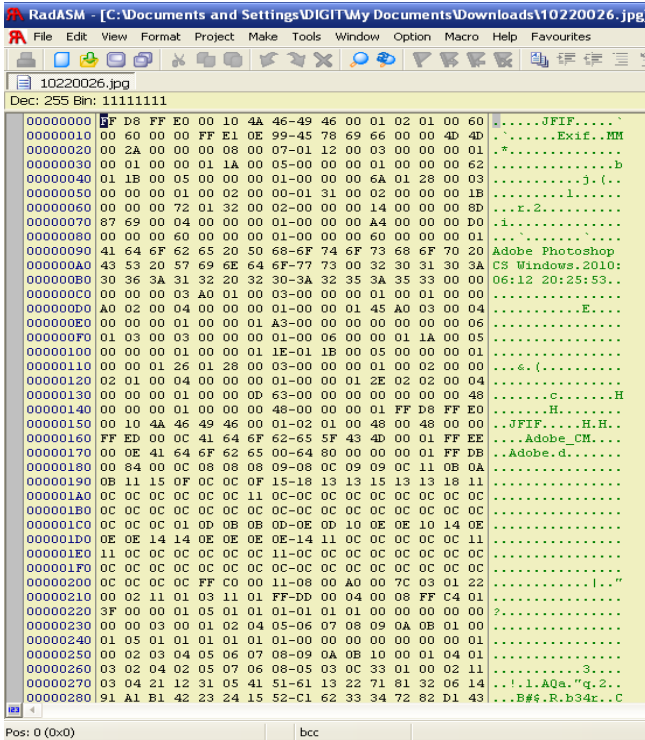 RadASM - [C:\Documents and Settings\DIGIT\My Documents\Downloads\10220026.jpg
File Edit View Format Project Make Tools Window Option Macro Help Favourites
10220026.jpg
Dec: 255 Bin: 11111111
00000000 FF D8 FF E0 00 10 4A 46-49 46 00 01 02 01 00 60 ......JFIF.....`
00000010 00 60 00 00 FF E1 0E 99-45 78 69 66 00 00 4D 4D .`......Exif..MM
00000020 00 2A 00 00 00 08 00 07-01 12 00 03 00 00 00 01 .*..............
00000030 00 01 00 00 01 1A 00 05-00 00 00 01 00 00 00 62 ...............b
00000040 01 1B 00 05 00 00 00 01-00 00 00 6A 01 28 00 03 ...........j.(..
00000050 00 00 00 01 00 02 00 00-01 31 00 02 00 00 00 1B .........1......
00000060 00 00 00 72 01 32 00 02-00 00 00 14 00 00 00 8D ...r.2..........
00000070 87 69 00 04 00 00 00 01-00 00 00 A4 00 00 00 D0 .i..............
00000080 00 00 00 60 00 00 00 01-00 00 00 60 00 00 00 01 ...`.......`....
00000090 41 64 6F 62 65 20 50 68-6F 74 6F 73 68 6F 70 20 Adobe Photoshop
000000A0 43 53 20 57 69 6E 64 6F-77 73 00 32 30 31 30 3A CS Windows.2010:
000000B0 30 36 3A 31 32 20 32 30-3A 32 35 3A 35 33 00 00 06:12 20:25:53..
000000C0 00 00 00 03 A0 01 00 03-00 00 00 01 00 01 00 00 ................
000000D0 A0 02 00 04 00 00 00 01-00 00 01 45 A0 03 00 04 ...........E....
000000E0 00 00 00 01 00 00 01 A3-00 00 00 00 00 00 00 06 ................
000000F0 01 03 00 03 00 00 00 01-00 06 00 00 01 1A 00 05 ................
00000100 00 00 00 01 00 00 01 1E-01 1B 00 05 00 00 00 01 ................
00000110 00 00 01 26 01 28 00 03-00 00 00 01 00 02 00 00 ...&.(..........
00000120 02 01 00 04 00 00 00 01-00 00 01 2E 02 02 00 04 ................
00000130 00 00 00 01 00 00 0D 63-00 00 00 00 00 00 00 48 .......c.......H
00000140 00 00 00 01 00 00 00 48-00 00 00 01 FF D8 FF E0 .......H........
00000150 00 10 4A 46 49 46 00 01-02 01 00 48 00 48 00 00 ..JFIF.....H.H..
00000160 FF ED 00 0C 41 64 6F 62-65 5F 43 4D 00 01 FF EE ....Adobe_CM....
00000170 00 0E 41 64 6F 62 65 00-64 80 00 00 00 01 FF DB ..Adobe.d.......
00000180 00 84 00 0C 08 08 08 09-08 0C 09 09 0C 11 0B 0A ................
00000190 0B 11 15 0F 0C 0C 0F 15-18 13 13 15 13 13 18 11 ................
000001A0 0C 0C 0C 0C 0C 0C 11 0C-0C 0C 0C 0C 0C 0C 0C 0C ................
000001B0 0C 0C 0C 0C 0C 0C 0C 0C-0C 0C 0C 0C 0C 0C 0C 0C ................
000001C0 0C 0C 0C 01 0D 0B 0B 0D-0E 0D 10 0E 0E 10 14 0E ................
000001D0 0E 0E 14 14 0E 0E 0E 0E-14 11 0C 0C 0C 0C 0C 11 ................
000001E0 11 0C 0C 0C 0C 0C 0C 11-0C 0C 0C 0C 0C 0C 0C 0C ................
000001F0 0C 0C 0C 0C 0C 0C 0C 0C-0C 0C 0C 0C 0C 0C 0C 0C ................
00000200 0C 0C 0C 0C FF C0 00 11-08 00 A0 00 7C 03 01 22 ............|.."
00000210 00 02 11 01 03 11 01 FF-DD 00 04 00 08 FF C4 01 ................
00000220 3F 00 00 01 05 01 01 01-01 01 01 00 00 00 00 00 ?...............
00000230 00 00 03 00 01 02 04 05-06 07 08 09 0A 0B 01 00 ................
00000240 01 05 01 01 01 01 01 01-00 00 00 00 00 00 00 01 ................
00000250 00 02 03 04 05 06 07 08-09 0A 0B 10 00 01 04 01 ................
00000260 03 02 04 02 05 07 06 08-05 03 0C 33 01 00 02 11 ...........3....
00000270 03 04 21 12 31 05 41 51-61 13 22 71 81 32 06 14 ..!.1.AQa."q.2..
00000280 91 A1 B1 42 23 24 15 52-C1 62 33 34 72 82 D1 43 ...B#$.R.b34r..C
123
Pos: 0 (0x0) bcc